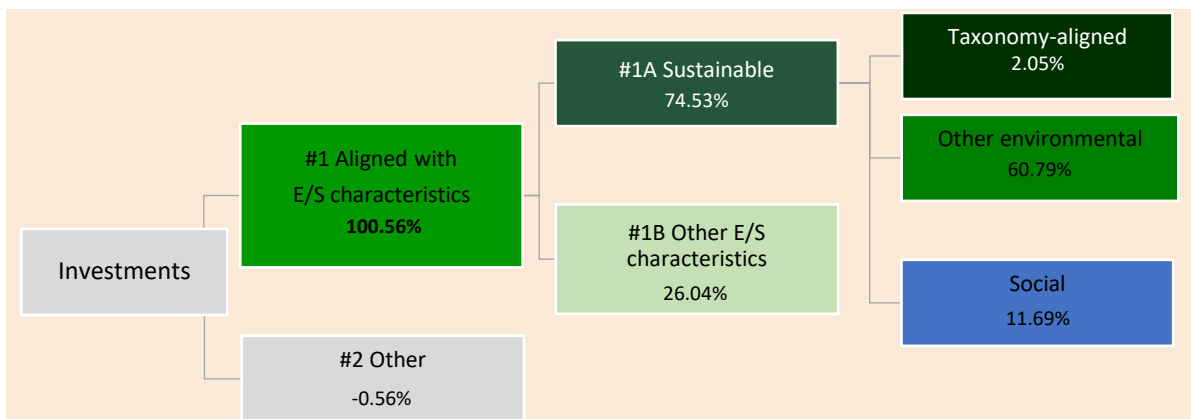 Investments
#1 Aligned with
E/S characteristics
100.56%
#2 Other
-0.56%
#1A Sustainable
74.53%
#1B Other E/S
characteristics
26.04%
Taxonomy-aligned
2.05%
Other environmental
60.79%
Social
11.69%